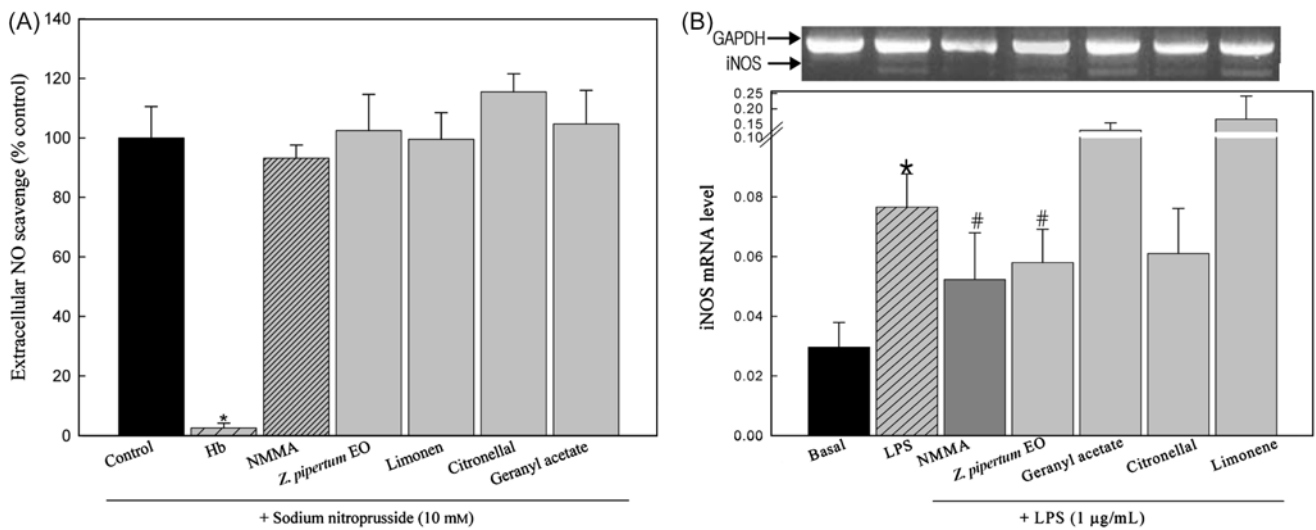 (A)
Extracellular NO scavenge (% control)
140
120
100
80
60
40
20
0
*
Control
Hb
NMMA
Z. pipertum EO
Limonen
Citronellal
Geranyl acetate
+ Sodium nitroprusside (10 mM)
(B)
GAPDH
iNOS
iNOS mRNA level
0.25
0.20
0.15
0.10
0.08
0.06
0.04
0.02
0.00
*
#
#
Basal
LPS
NMMA
Z. pipertum EO
Geranyl acetate
Citronellal
Limonene
+ LPS (1 μg/mL)